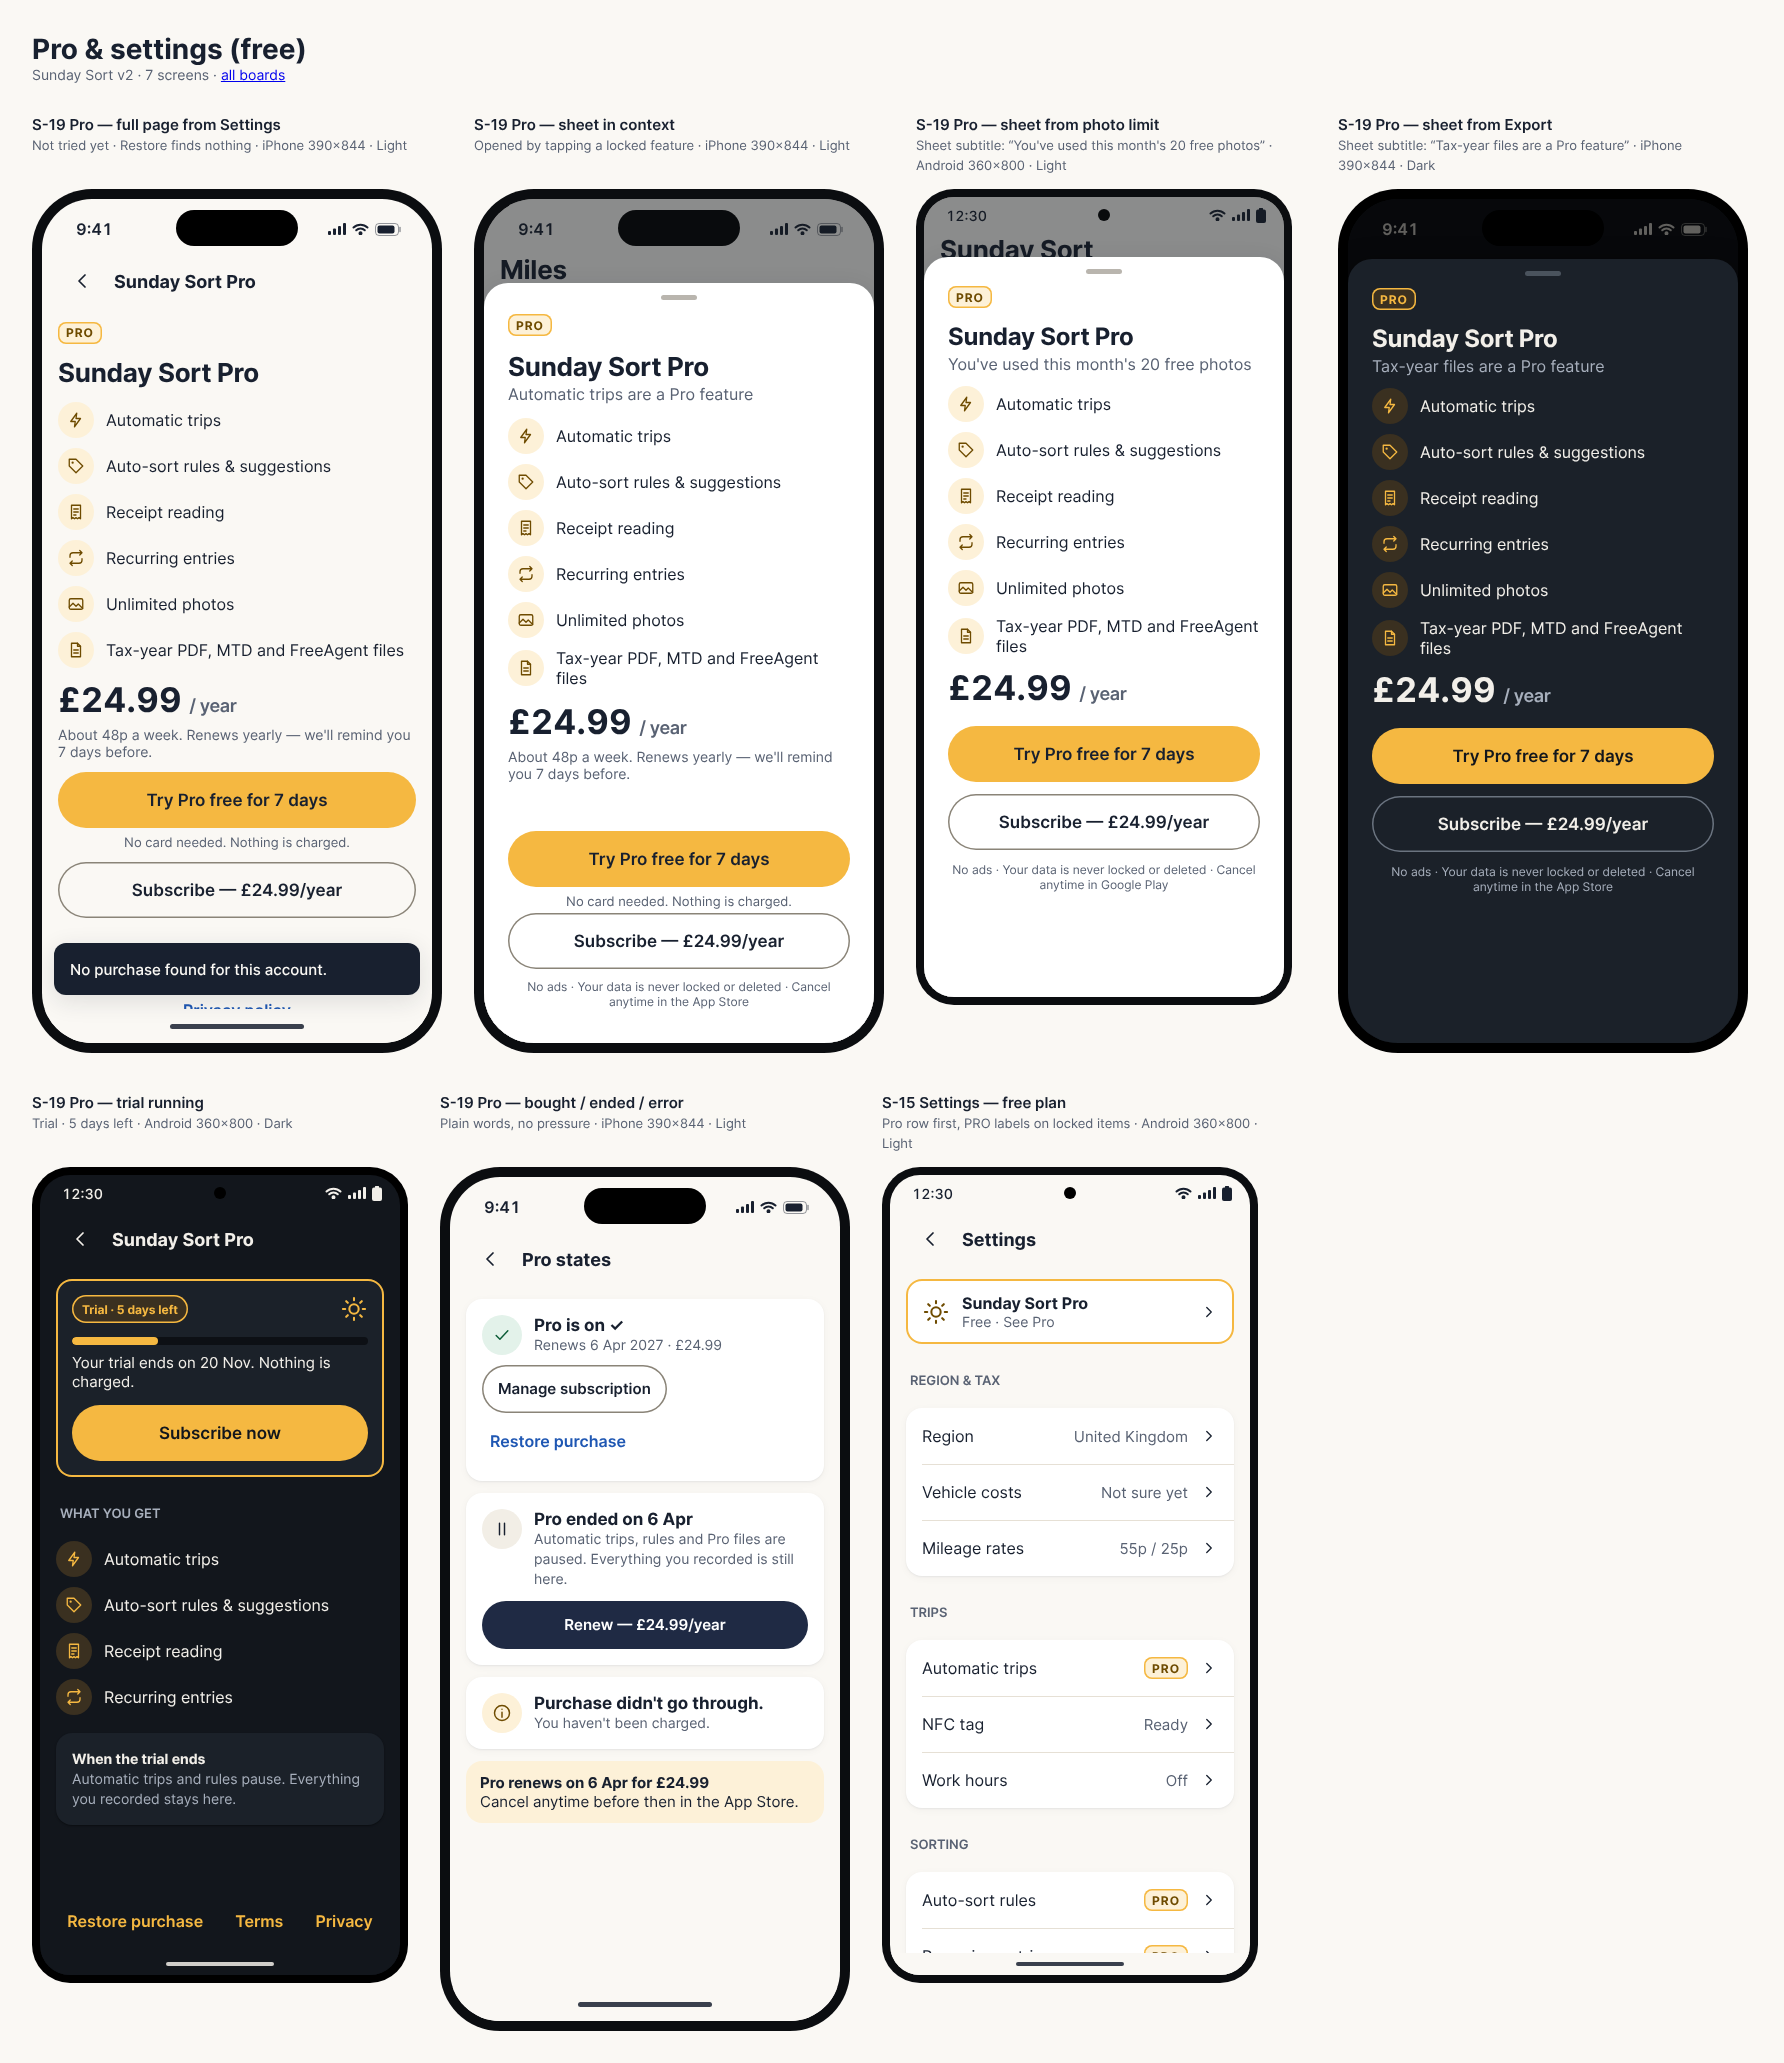 Pro & settings (free)
Sunday Sort v2 · 7 screens · all boards
S-19 Pro — full page from Settings
Not tried yet · Restore finds nothing · iPhone 390×844 · Light
9:41
Sunday Sort Pro
PRO
Sunday Sort Pro
Automatic trips
Auto-sort rules & suggestions
Receipt reading
Recurring entries
Unlimited photos
Tax-year PDF, MTD and FreeAgent files
£24.99 / year
About 48p a week. Renews yearly — we'll remind you
7 days before.
Try Pro free for 7 days
No card needed. Nothing is charged.
Subscribe — £24.99/year
No purchase found for this account.
Privacy policy
S-19 Pro — sheet in context
Opened by tapping a locked feature · iPhone 390×844 · Light
9:41
Miles
PRO
Sunday Sort Pro
Automatic trips are a Pro feature
Automatic trips
Auto-sort rules & suggestions
Receipt reading
Recurring entries
Unlimited photos
Tax-year PDF, MTD and FreeAgent
files
£24.99 / year
About 48p a week. Renews yearly — we'll remind
you 7 days before.
Try Pro free for 7 days
No card needed. Nothing is charged.
Subscribe — £24.99/year
No ads · Your data is never locked or deleted · Cancel
anytime in the App Store
S-19 Pro — sheet from photo limit
Sheet subtitle: “You've used this month's 20 free photos” ·
Android 360×800 · Light
12:30
Sunday Sort
PRO
Sunday Sort Pro
You've used this month's 20 free photos
Automatic trips
Auto-sort rules & suggestions
Receipt reading
Recurring entries
Unlimited photos
Tax-year PDF, MTD and FreeAgent
files
£24.99 / year
Try Pro free for 7 days
Subscribe — £24.99/year
No ads · Your data is never locked or deleted · Cancel
anytime in Google Play
S-19 Pro — sheet from Export
Sheet subtitle: “Tax-year files are a Pro feature” · iPhone
390×844 · Dark
9:41
PRO
Sunday Sort Pro
Tax-year files are a Pro feature
Automatic trips
Auto-sort rules & suggestions
Receipt reading
Recurring entries
Unlimited photos
Tax-year PDF, MTD and FreeAgent
files
£24.99 / year
Try Pro free for 7 days
Subscribe — £24.99/year
No ads · Your data is never locked or deleted · Cancel
anytime in the App Store
S-19 Pro — trial running
Trial · 5 days left · Android 360×800 · Dark
12:30
Sunday Sort Pro
Trial · 5 days left
Your trial ends on 20 Nov. Nothing is
charged.
Subscribe now
WHAT YOU GET
Automatic trips
Auto-sort rules & suggestions
Receipt reading
Recurring entries
When the trial ends
Automatic trips and rules pause. Everything
you recorded stays here.
Restore purchase Terms Privacy
S-19 Pro — bought / ended / error
Plain words, no pressure · iPhone 390×844 · Light
9:41
Pro states
Pro is on ✓
Renews 6 Apr 2027 · £24.99
Manage subscription
Restore purchase
Pro ended on 6 Apr
Automatic trips, rules and Pro files are
paused. Everything you recorded is still
here.
Renew — £24.99/year
Purchase didn't go through.
You haven't been charged.
Pro renews on 6 Apr for £24.99
Cancel anytime before then in the App Store.
S-15 Settings — free plan
Pro row first, PRO labels on locked items · Android 360×800 ·
Light
12:30
Settings
Sunday Sort Pro
Free · See Pro
REGION & TAX
Region United Kingdom
Vehicle costs Not sure yet
Mileage rates 55p / 25p
TRIPS
Automatic trips PRO
NFC tag Ready
Work hours Off
SORTING
Auto-sort rules PRO